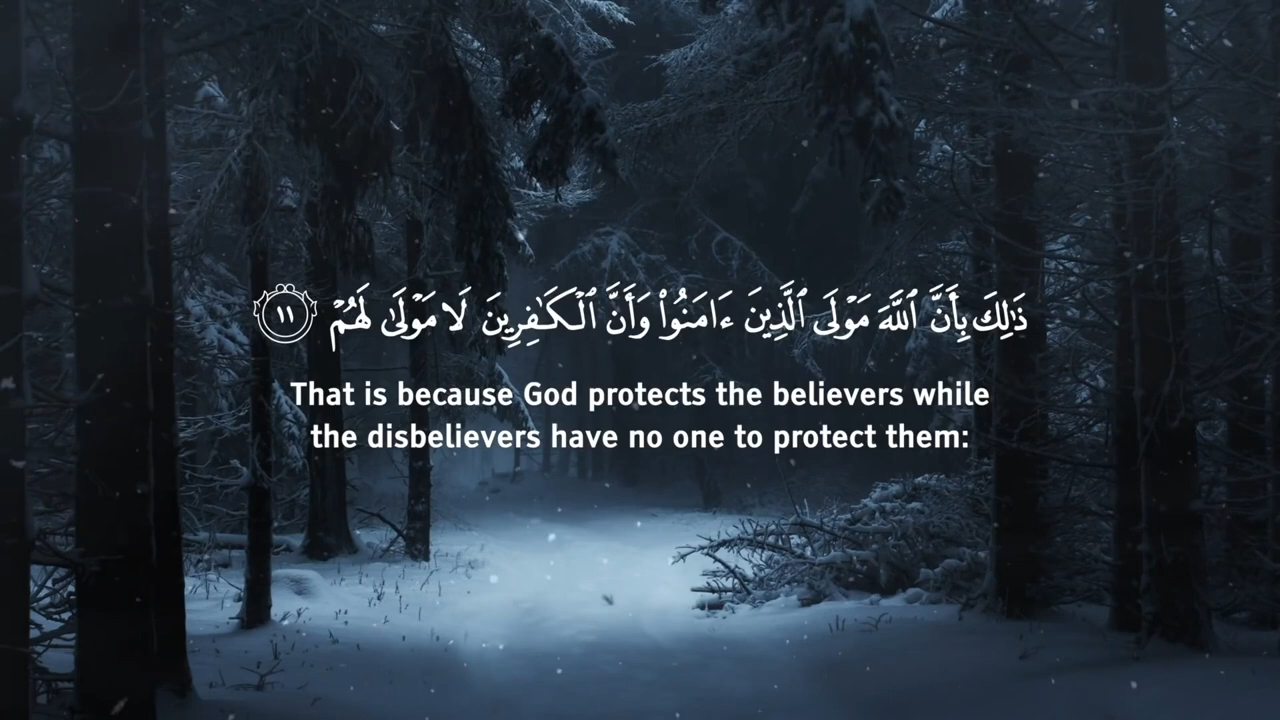 ذَٰلِكَ بِأَنَّ ٱللَّهَ مَوْلَى ٱلَّذِينَ ءَامَنُوا۟ وَأَنَّ ٱلْكَـٰفِرِينَ لَا مَوْلَىٰ لَهُمْ ١١
That is because God protects the believers while
the disbelievers have no one to protect them: